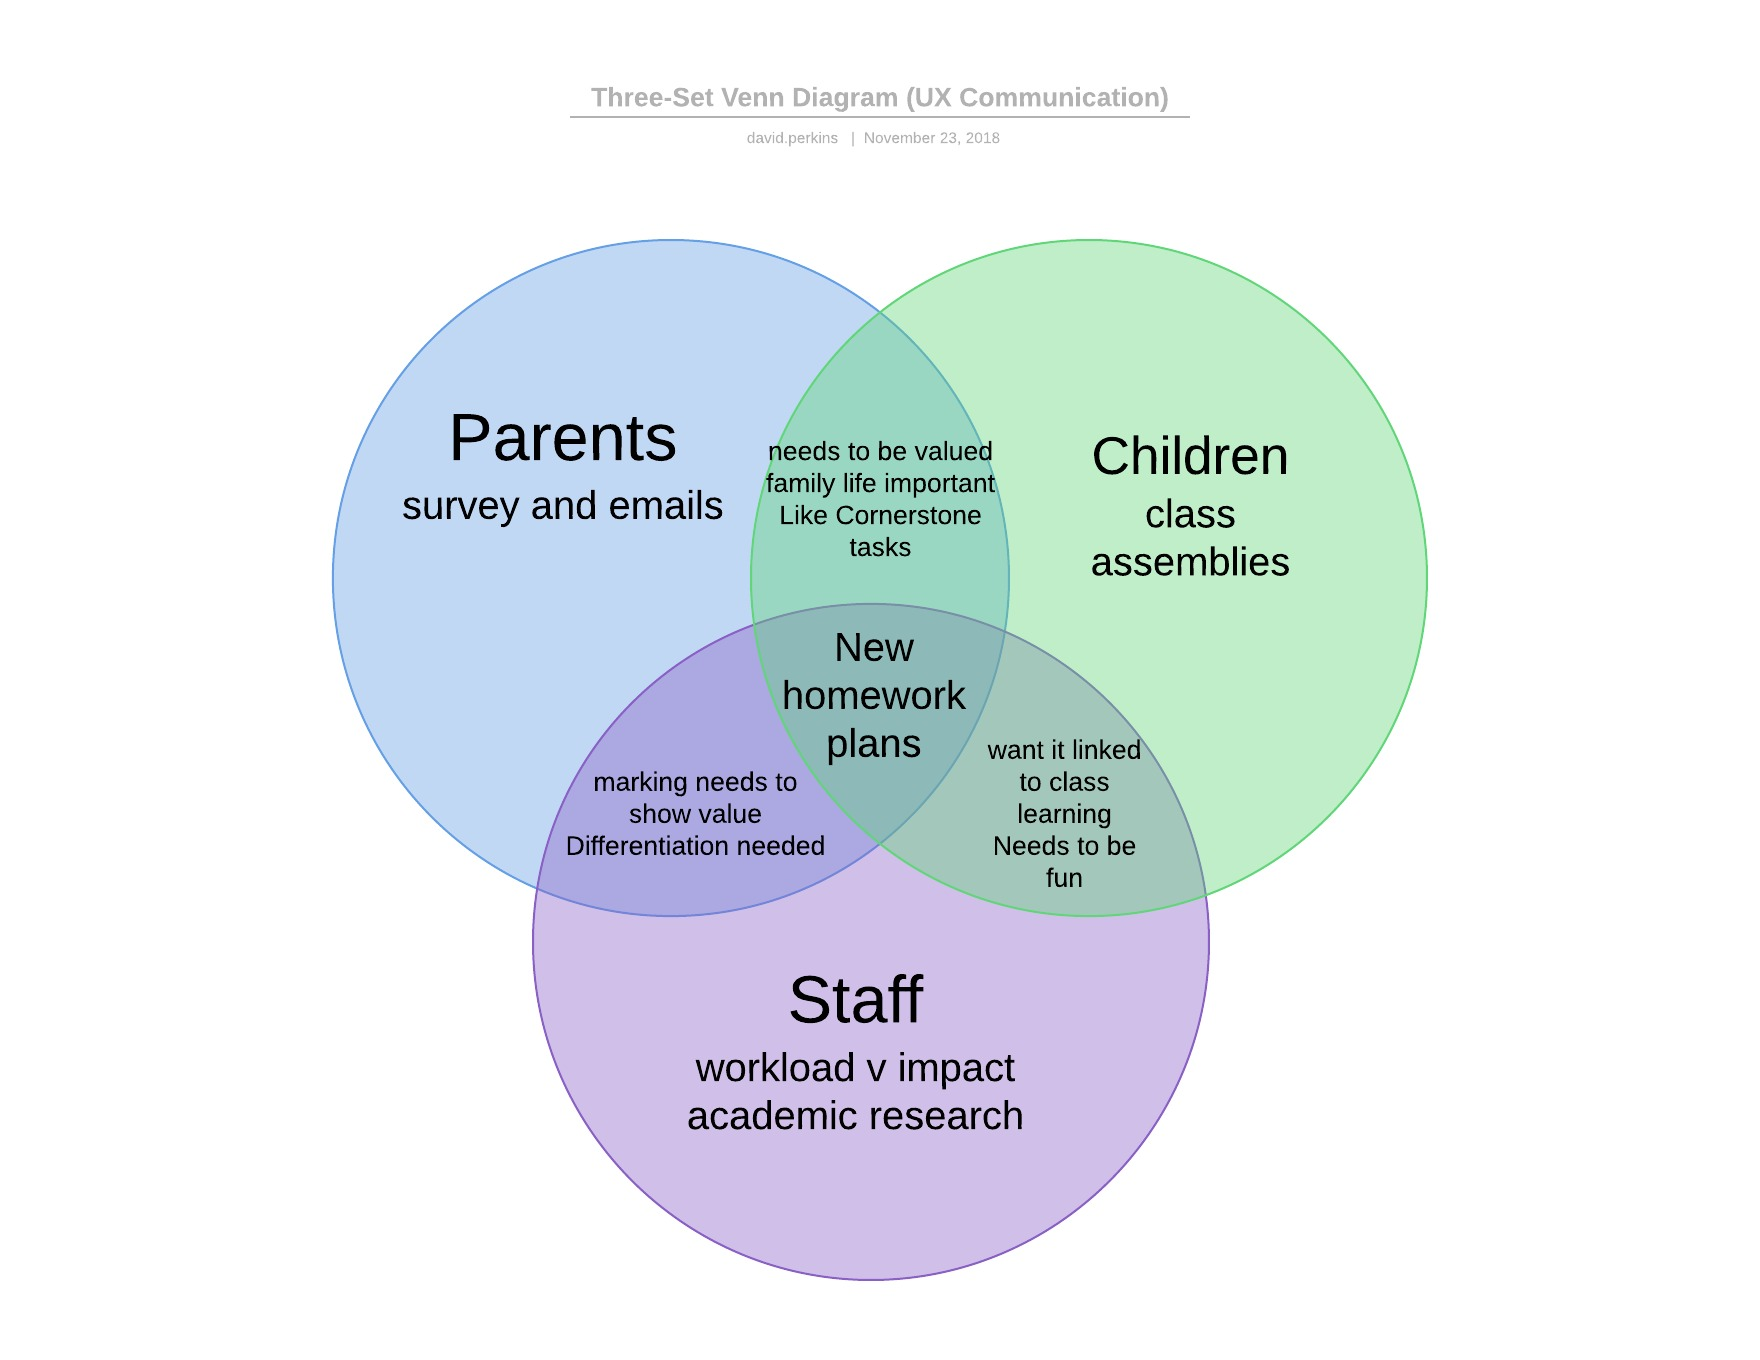 Three-Set Venn Diagram (UX Communication)
david.perkins | November 23, 2018
Parents
survey and emails
needs to be valued
family life important
Like Cornerstone
tasks
Children
class
assemblies
New
homework
plans
marking needs to
show value
Differentiation needed
want it linked
to class
learning
Needs to be
fun
Staff
workload v impact
academic research